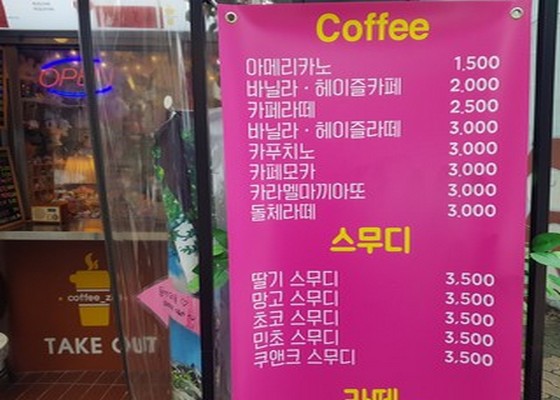 Coffee
아메리카노 1,500
바닐라 · 헤이즐카페 2,000
카페라떼 2,500
바닐라 · 헤이즐라떼 3,000
카푸치노 3,000
카페모카 3,000
카라멜마끼아또 3,000
돌체라떼 3,000
스무디
딸기 스무디 3,500
망고 스무디 3,500
초코 스무디 3,500
민초 스무디 3,500
쿠앤크 스무디 3,500
라떼
OPEN
TAKE OUT